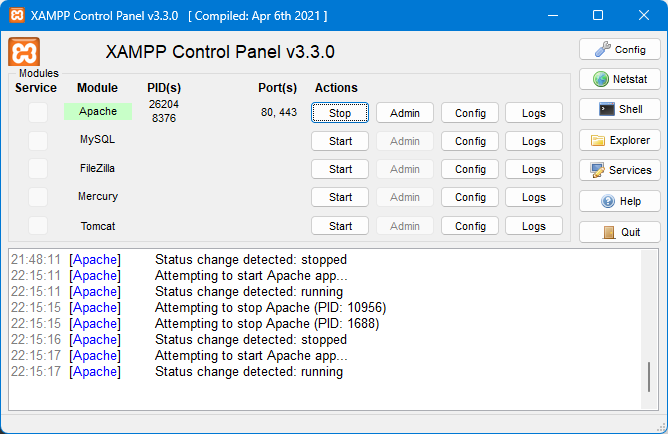 XAMPP Control Panel v3.3.0 [ Compiled: Apr 6th 2021 ]
XAMPP Control Panel v3.3.0
Config
Modules
Service Module PID(s) Port(s) Actions
Netstat
Apache 26204 8376 80, 443 Stop Admin Config Logs
Shell
MySQL Start Admin Config Logs
Explorer
FileZilla Start Admin Config Logs
Services
Mercury Start Admin Config Logs
Help
Tomcat Start Admin Config Logs
Quit
21:48:11 [Apache] Status change detected: stopped
22:15:11 [Apache] Attempting to start Apache app...
22:15:11 [Apache] Status change detected: running
22:15:15 [Apache] Attempting to stop Apache (PID: 10956)
22:15:15 [Apache] Attempting to stop Apache (PID: 1688)
22:15:16 [Apache] Status change detected: stopped
22:15:17 [Apache] Attempting to start Apache app...
22:15:17 [Apache] Status change detected: running